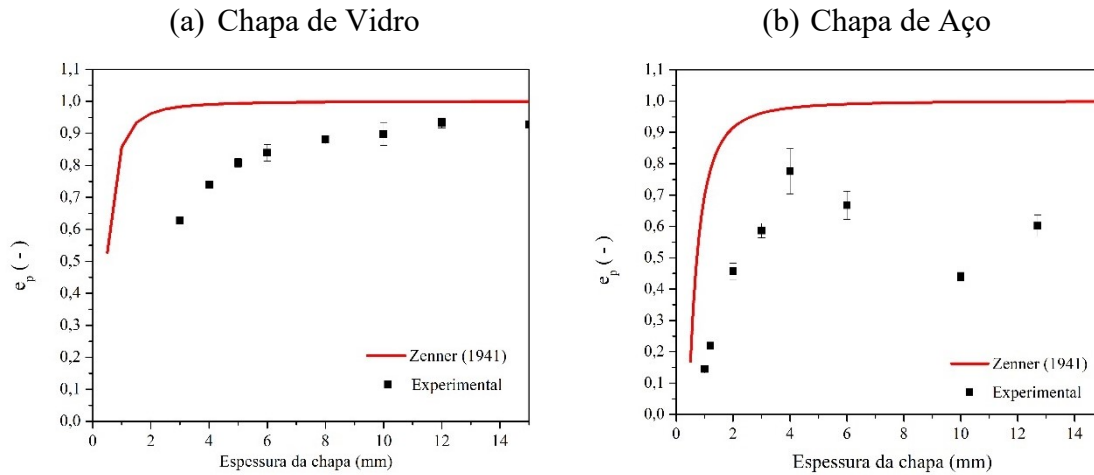 (a) Chapa de Vidro
(b) Chapa de Aço
1,1
1,0
0,9
0,8
0,7
0,6
0,5
0,4
0,3
0,2
0,1
0,0
e_p ( - )
Zenner (1941)
Experimental
0 2 4 6 8 10 12 14
Espessura da chapa (mm)
1,1
1,0
0,9
0,8
0,7
0,6
0,5
0,4
0,3
0,2
0,1
0,0
e_p ( - )
Zenner (1941)
Experimental
0 2 4 6 8 10 12 14
Espessura da chapa (mm)